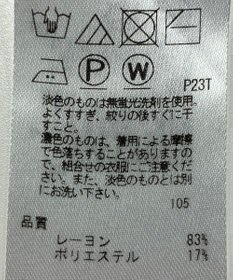 P W
P23T
淡色のものは無蛍光洗剤を使用。
よくすすぎ、絞りの後すぐに干
すこと。
濃色のものは、着用による摩擦
で色落ちすることがありますの
で、組合せの衣服にご注意くだ
さい。また、淡色のものとは別
にお洗い下さい。
105
品質
レーヨン 83%
ポリエステル 17%